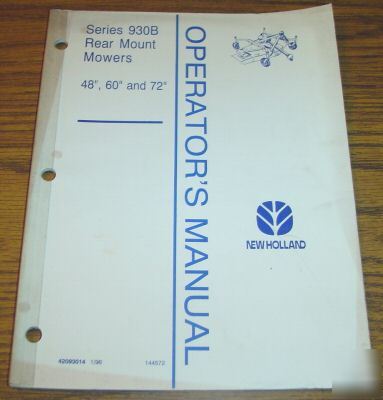 Series 930B
Rear Mount
Mowers
48", 60" and 72"
OPERATOR'S MANUAL
NEW HOLLAND
42093014 1/96 144572